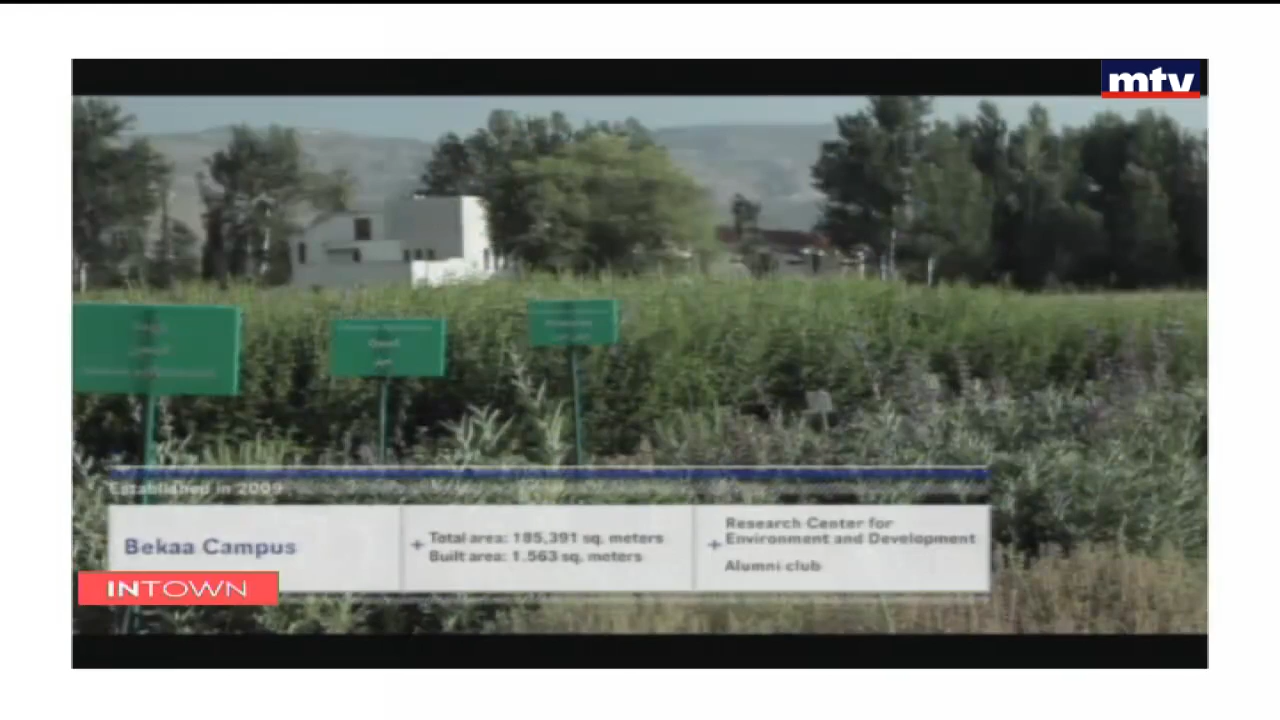 mtv
Established in 2009
Bekaa Campus
+ Total area: 185,391 sq. meters
Built area: 1.563 sq. meters
+ Research Center for
Environment and Development
Alumni club
INTOWN